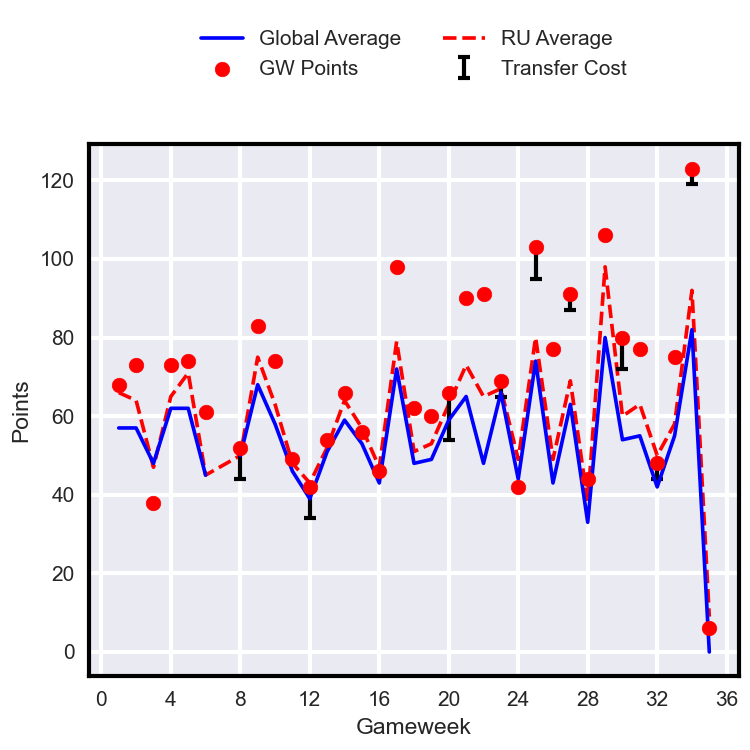 Global Average
RU Average
GW Points
Transfer Cost
120
100
80
60
40
20
0
Points
0 4 8 12 16 20 24 28 32 36
Gameweek